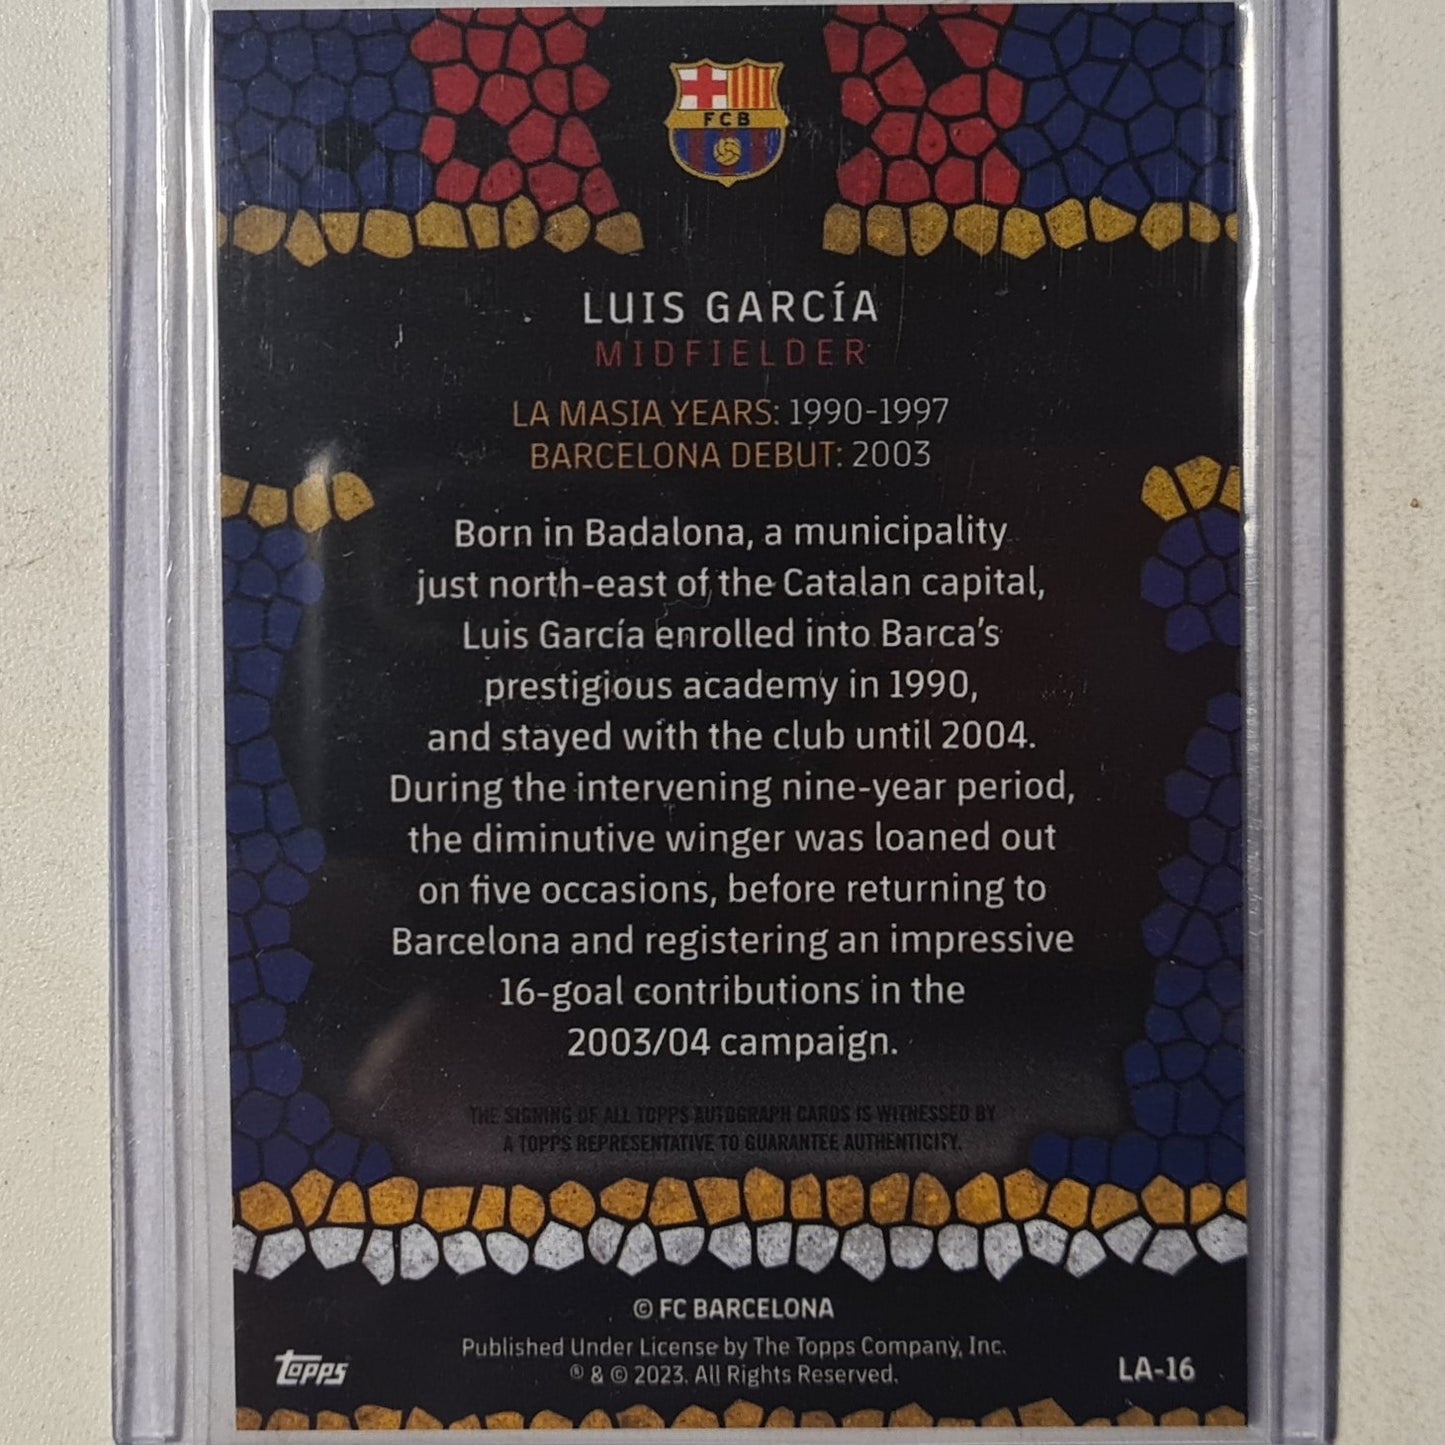 FCB
LUIS GARCÍA
MIDFIELDER
LA MASIA YEARS: 1990-1997
BARCELONA DEBUT: 2003
Born in Badalona, a municipality
just north-east of the Catalan capital,
Luis García enrolled into Barca’s
prestigious academy in 1990,
and stayed with the club until 2004.
During the intervening nine-year period,
the diminutive winger was loaned out
on five occasions, before returning to
Barcelona and registering an impressive
16-goal contributions in the
2003/04 campaign.
THE SIGNING OF ALL TOPPS AUTOGRAPH CARDS IS WITNESSED BY
A TOPPS REPRESENTATIVE TO GUARANTEE AUTHENTICITY.
© FC BARCELONA
Published Under License by The Topps Company, Inc.
® & © 2023. All Rights Reserved.
Topps
LA-16